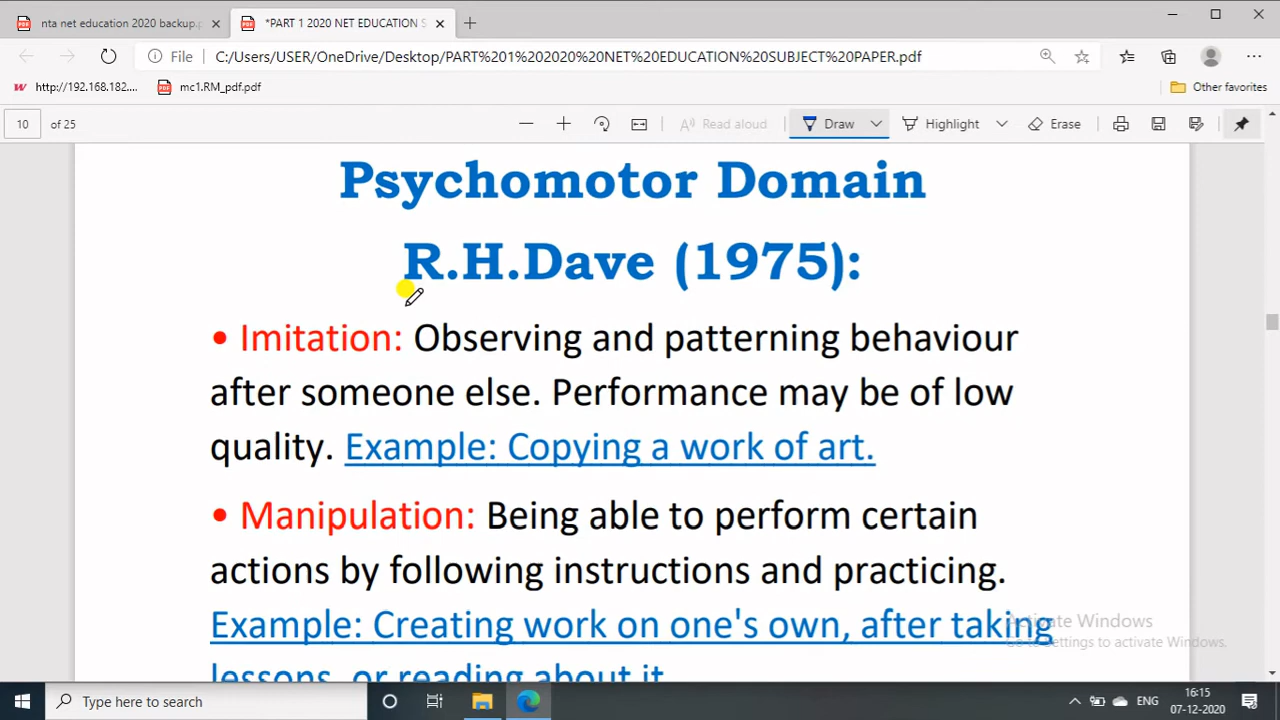 nta net education 2020 backup.p
*PART 1 2020 NET EDUCATION S
File
C:/Users/USER/OneDrive/Desktop/PART%201%202020%20NET%20EDUCATION%20SUBJECT%20PAPER.pdf
http://192.168.182....
mc1.RM_pdf.pdf
Other favorites
10 of 25
Read aloud
Draw
Highlight
Erase
Psychomotor Domain
R.H.Dave (1975):
• Imitation: Observing and patterning behaviour
after someone else. Performance may be of low
quality. Example: Copying a work of art.
• Manipulation: Being able to perform certain
actions by following instructions and practicing.
Example: Creating work on one's own, after taking
lessons, or reading about it
Activate Windows
Go to Settings to activate Windows.
Type here to search
ENG
16:15
07-12-2020